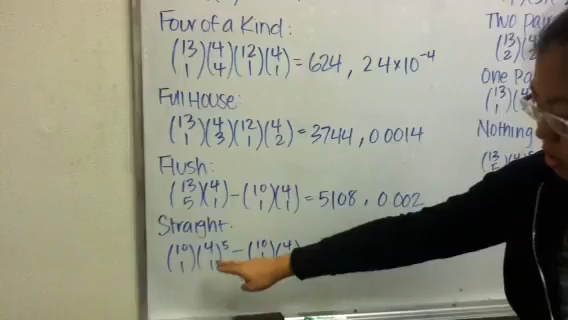 Four of a Kind:
(13 1)(4 4)(12 1)(4 1) = 624, 2.4×10⁻⁴
Full House:
(13 1)(4 3)(12 1)(4 2) = 3744, 0.0014
Flush:
(13 5)(4 1) - (10 1)(4 1) = 5108, 0.002
Straight:
(10 1)(4 1)⁵ - (10 1)(4
Two pair
(13 2)(4
One Pa
(13 1)(4
Nothing
(13 5)